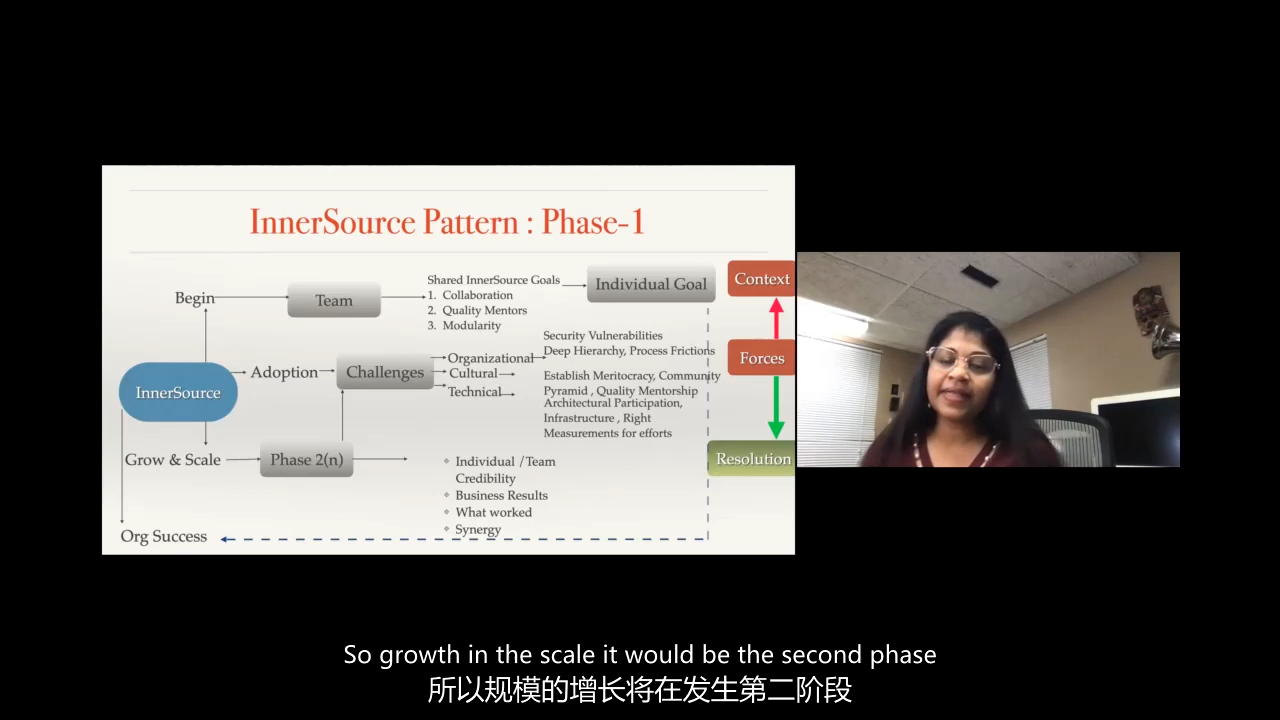 InnerSource Pattern : Phase-1
Begin
Team
Shared InnerSource Goals
1. Collaboration
2. Quality Mentors
3. Modularity
Individual Goal
Context
InnerSource
Adoption
Challenges
Organizational
Cultural
Technical
Security Vulnerabilities
Deep Hierarchy, Process Frictions
Establish Meritocracy, Community
Pyramid , Quality Mentorship
Architectural Participation,
Infrastructure , Right
Measurements for efforts
Forces
Resolution
Grow & Scale
Phase 2(n)
Individual /Team
Credibility
Business Results
What worked
Synergy
Org Success
So growth in the scale it would be the second phase
所以规模的增长将在发生第二阶段